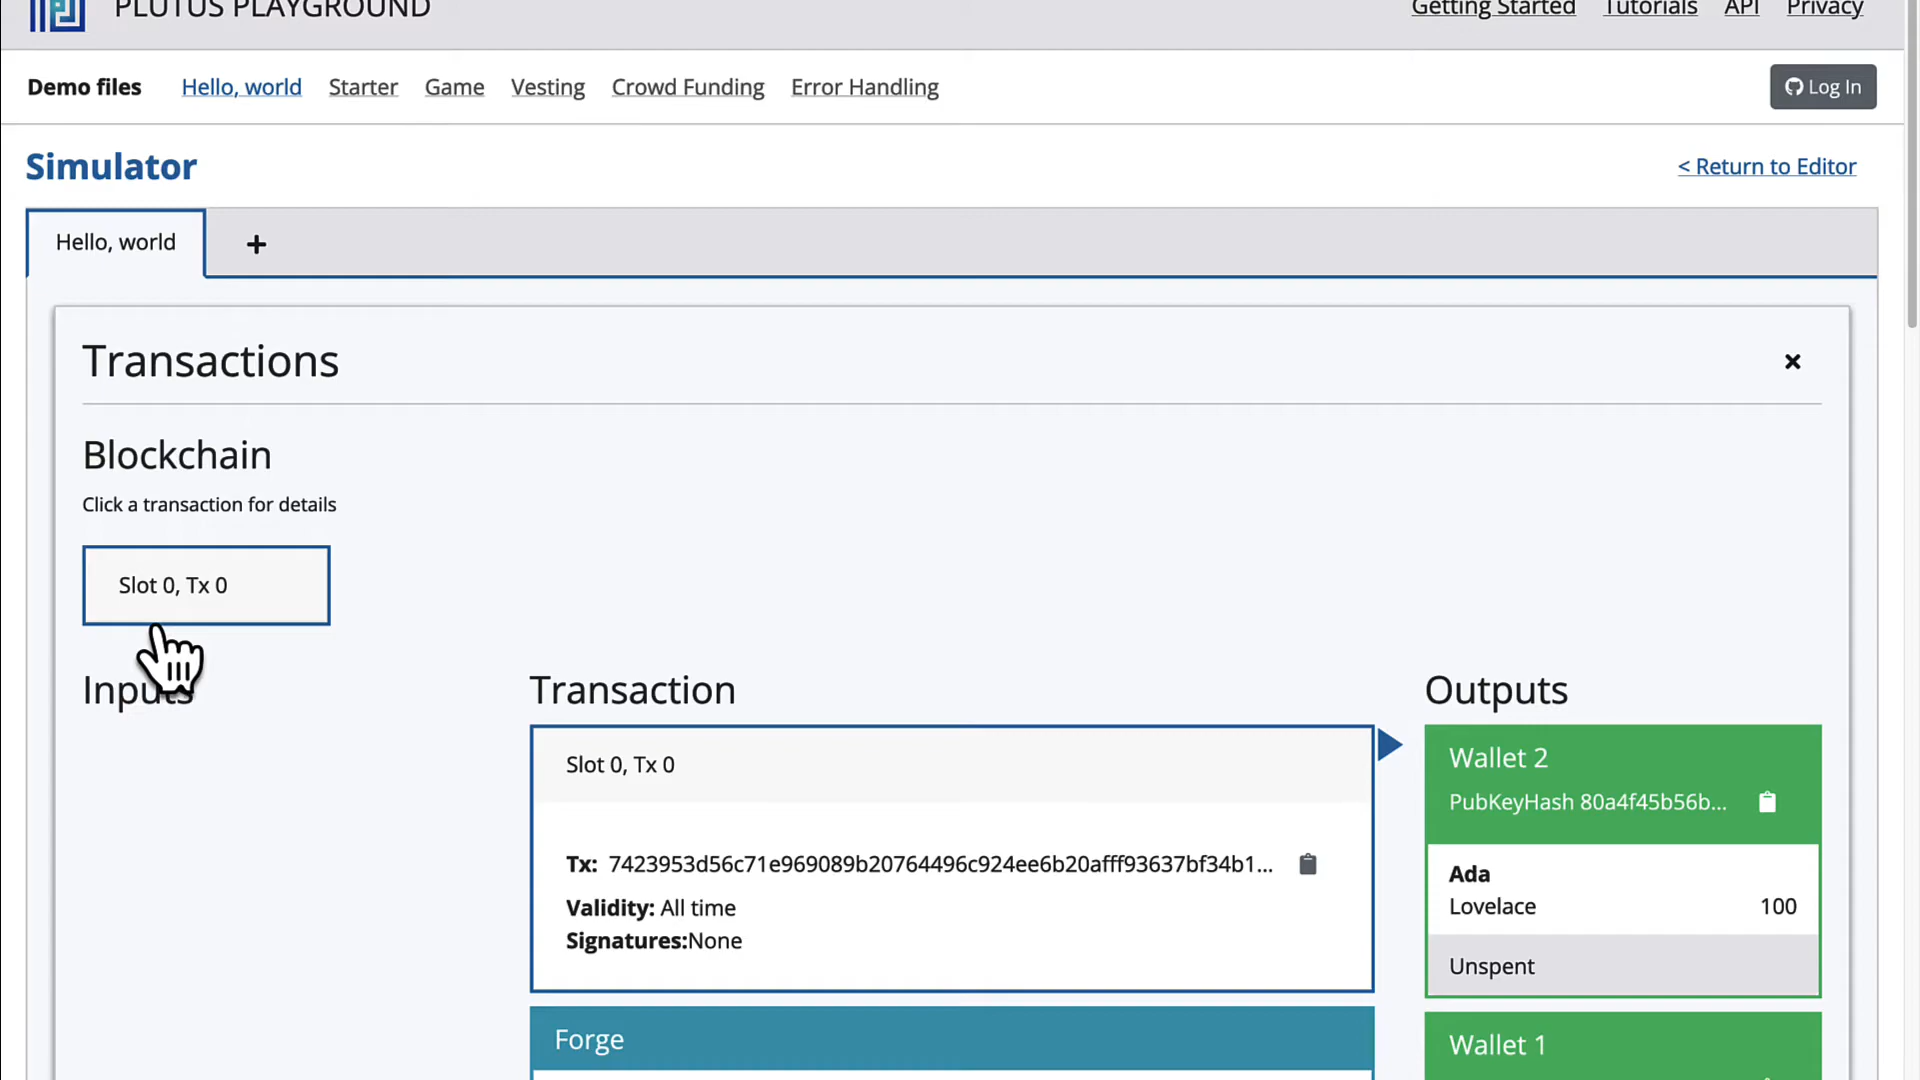 PLUTUS PLAYGROUND
Getting Started Tutorials API Privacy
Demo files Hello, world Starter Game Vesting Crowd Funding Error Handling
Log In
Simulator
< Return to Editor
Hello, world +
Transactions
Blockchain
Click a transaction for details
Slot 0, Tx 0
Inputs
Transaction
Slot 0, Tx 0
Tx: 7423953d56c71e969089b20764496c924ee6b20afff93637bf34b1...
Validity: All time
Signatures:None
Forge
Outputs
Wallet 2
PubKeyHash 80a4f45b56b...
Ada
Lovelace 100
Unspent
Wallet 1